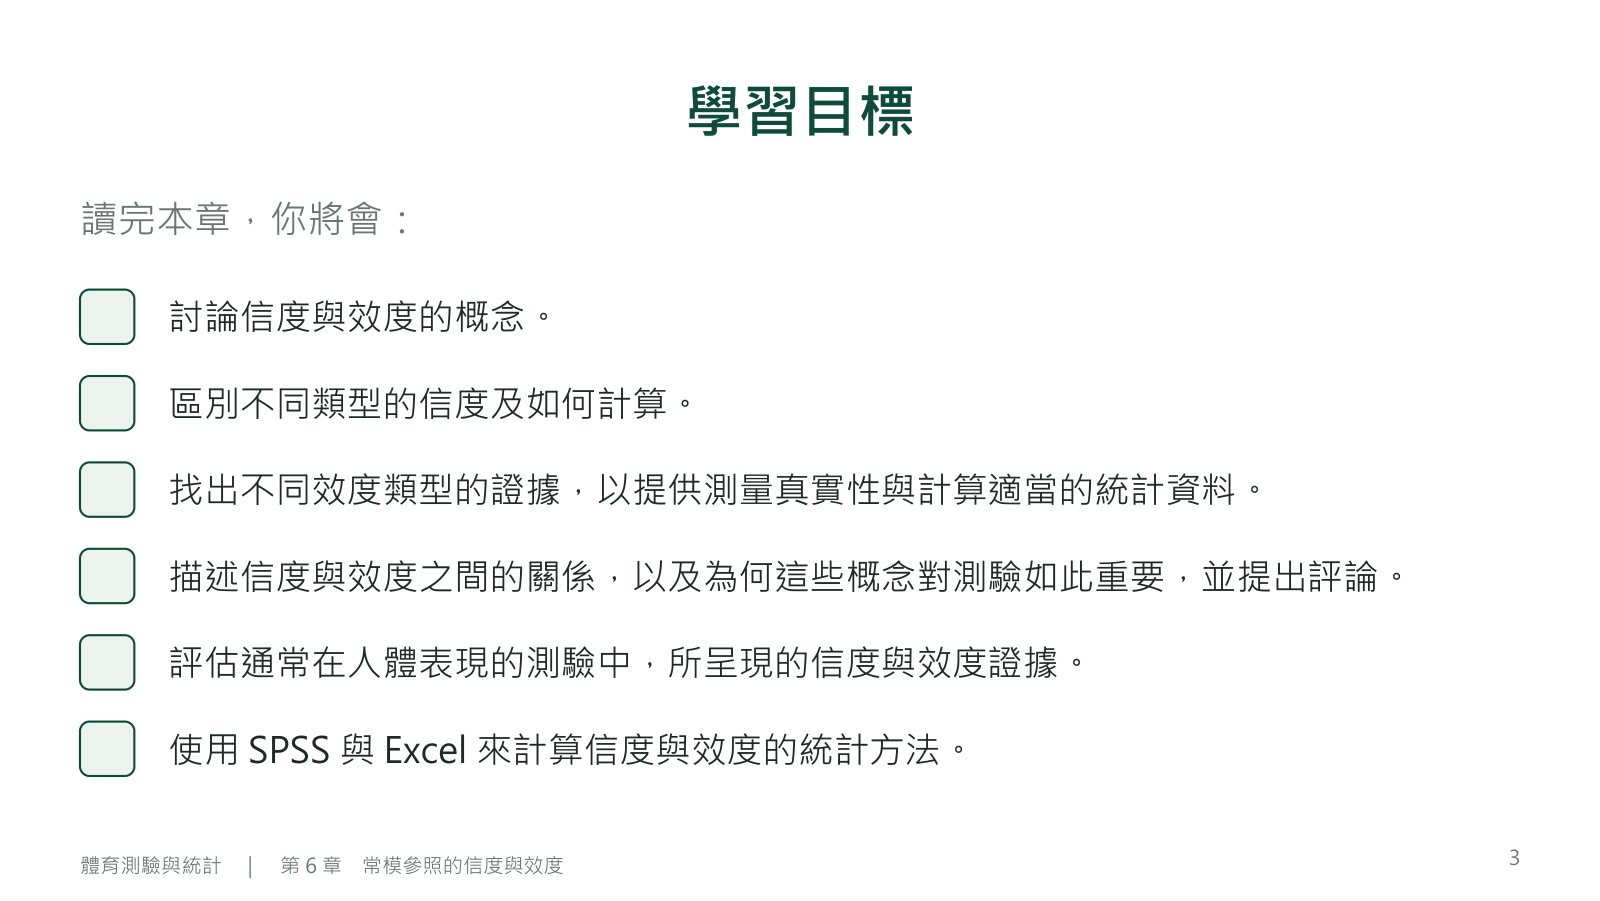 學習目標
讀完本章，你將會：
討論信度與效度的概念。
區別不同類型的信度及如何計算。
找出不同效度類型的證據，以提供測量真實性與計算適當的統計資料。
描述信度與效度之間的關係，以及為何這些概念對測驗如此重要，並提出評論。
評估通常在人體表現的測驗中，所呈現的信度與效度證據。
使用 SPSS 與 Excel 來計算信度與效度的統計方法。
體育測驗與統計　|　第 6 章　常模參照的信度與效度
3